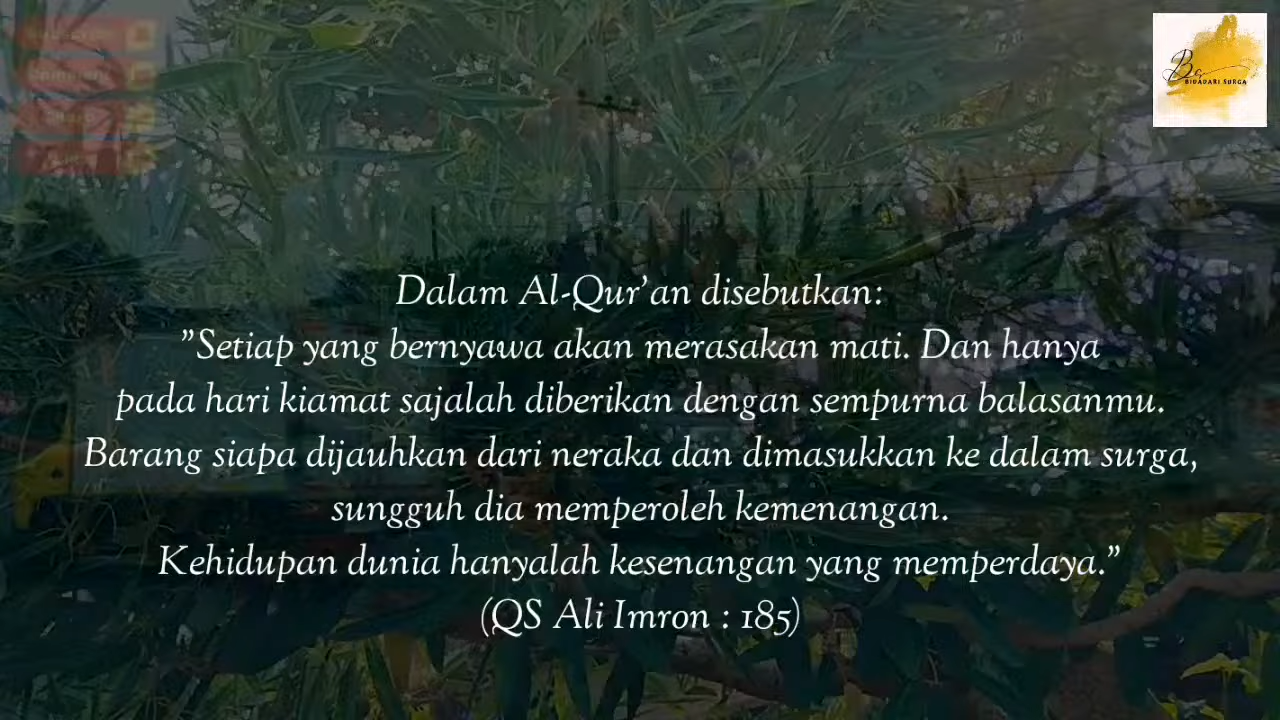 BIDADARI SURGA
Dalam Al-Qur'an disebutkan:
"Setiap yang bernyawa akan merasakan mati. Dan hanya
pada hari kiamat sajalah diberikan dengan sempurna balasanmu.
Barang siapa dijauhkan dari neraka dan dimasukkan ke dalam surga,
sungguh dia memperoleh kemenangan.
Kehidupan dunia hanyalah kesenangan yang memperdaya."
(QS Ali Imron : 185)